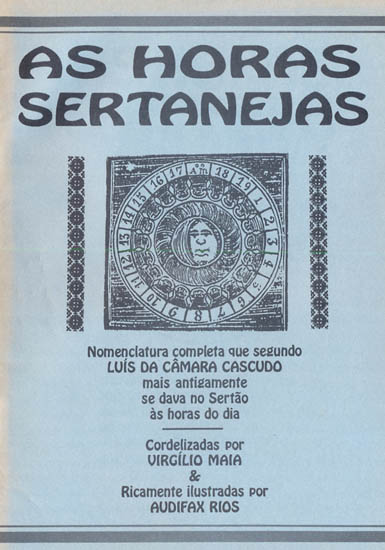 AS HORAS
SERTANEJAS
Nomenclatura completa que segundo
LUÍS DA CÂMARA CASCUDO
mais antigamente
se dava no Sertão
às horas do dia
Cordelizadas por
VIRGÍLIO MAIA
&
Ricamente ilustradas por
AUDIFAX RIOS